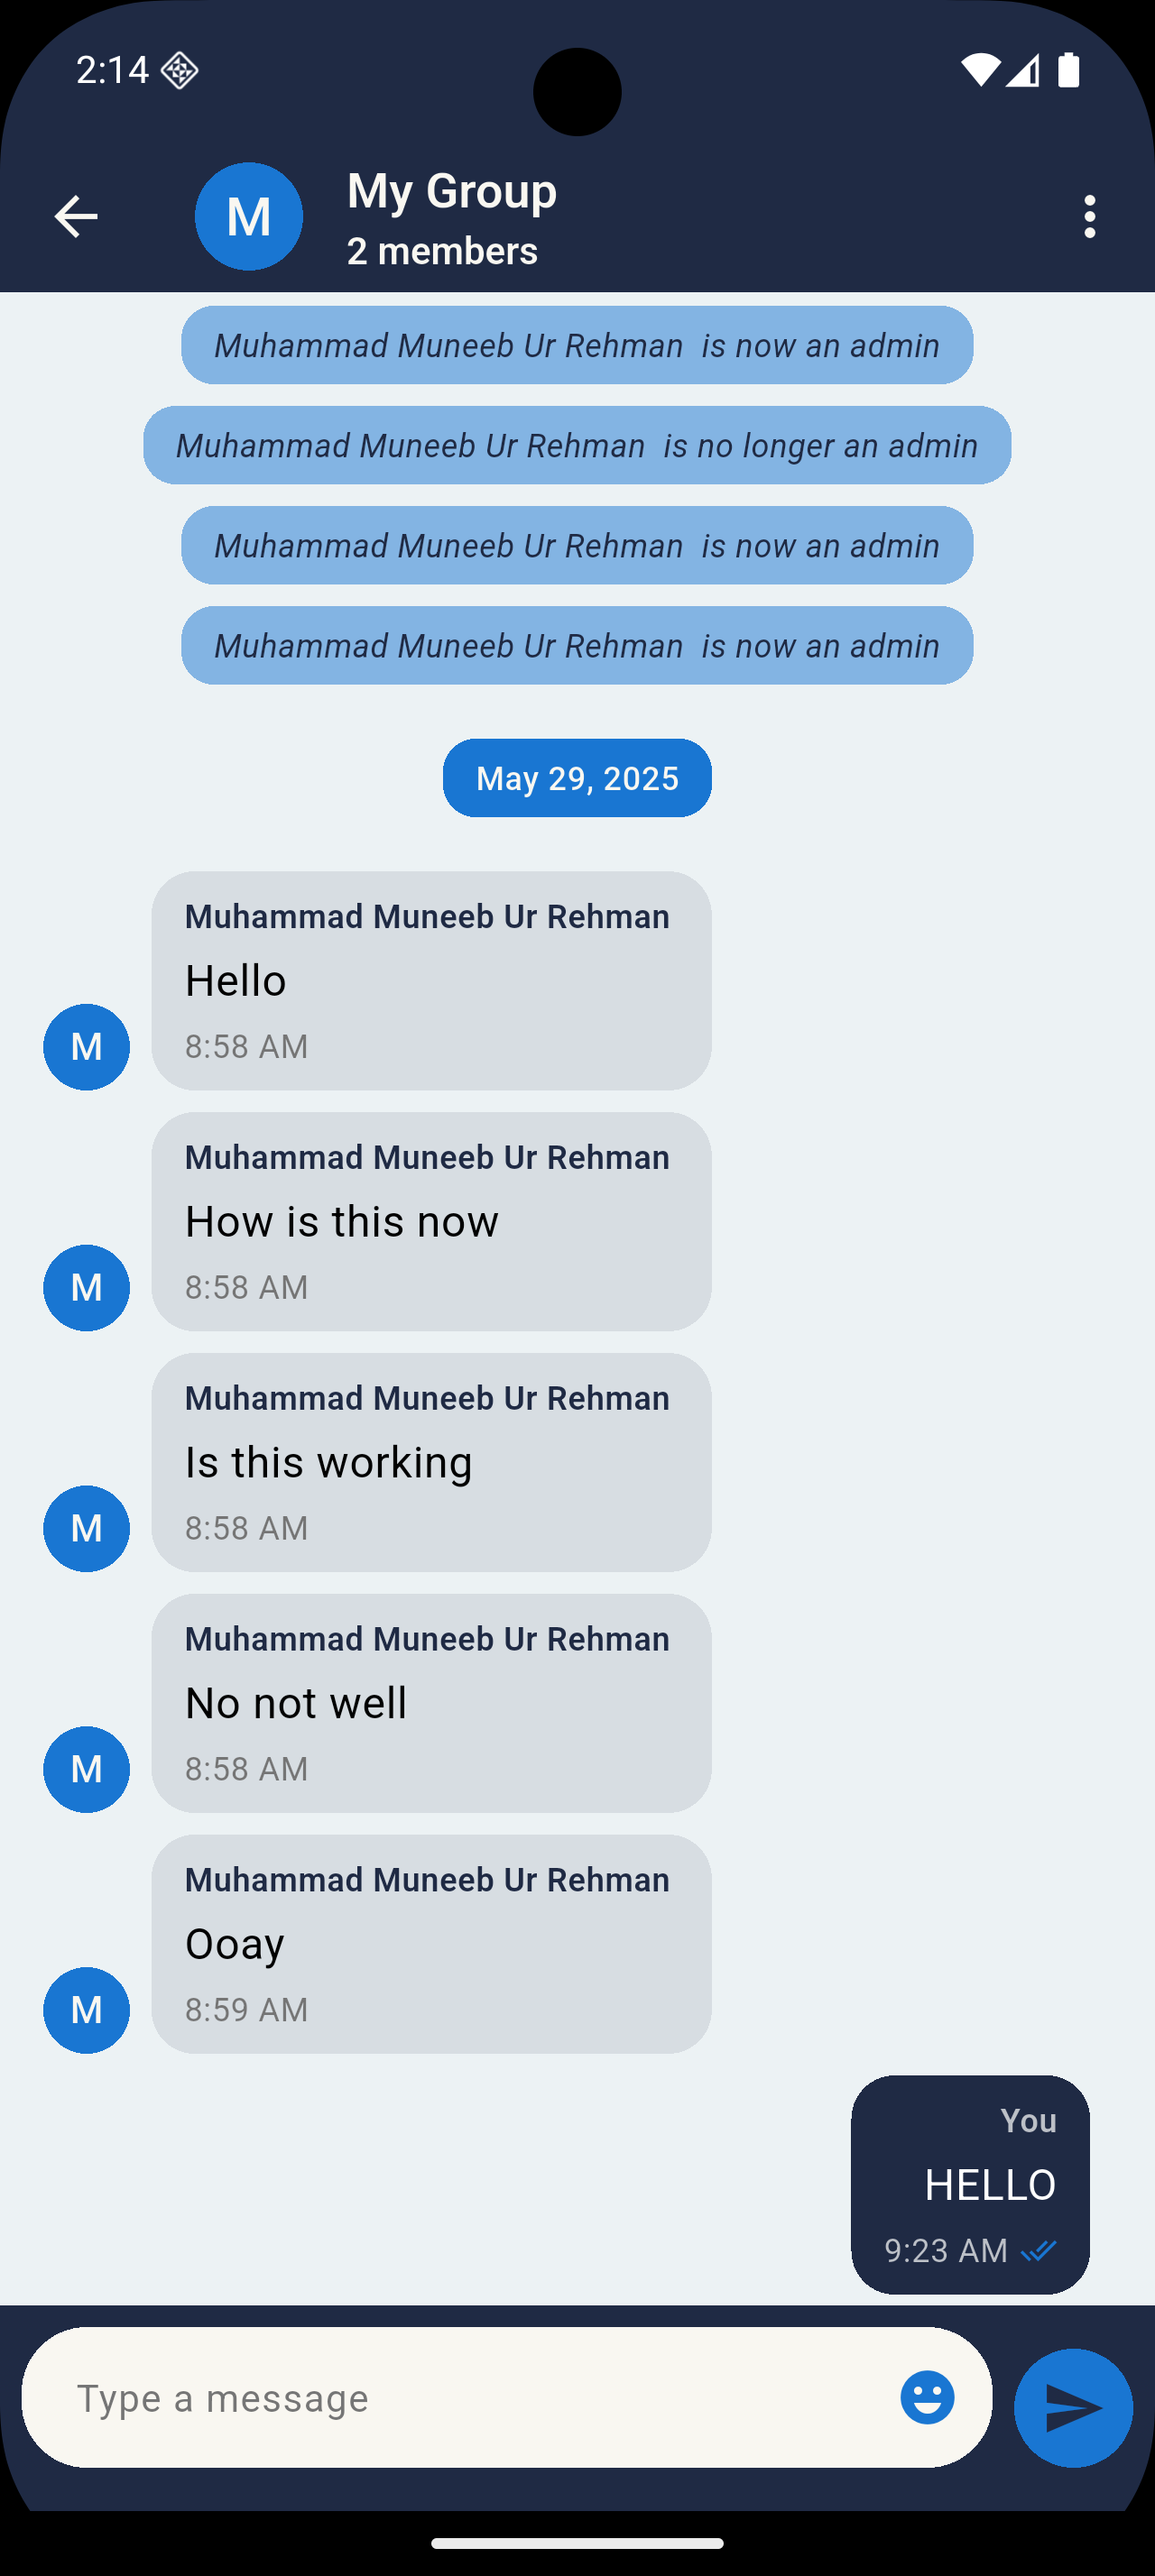 2:14
M
My Group
2 members
Muhammad Muneeb Ur Rehman  is now an admin
Muhammad Muneeb Ur Rehman  is no longer an admin
Muhammad Muneeb Ur Rehman  is now an admin
Muhammad Muneeb Ur Rehman  is now an admin
May 29, 2025
Muhammad Muneeb Ur Rehman
Hello
8:58 AM
M
Muhammad Muneeb Ur Rehman
How is this now
8:58 AM
M
Muhammad Muneeb Ur Rehman
Is this working
8:58 AM
M
Muhammad Muneeb Ur Rehman
No not well
8:58 AM
M
Muhammad Muneeb Ur Rehman
Ooay
8:59 AM
M
You
HELLO
9:23 AM
Type a message